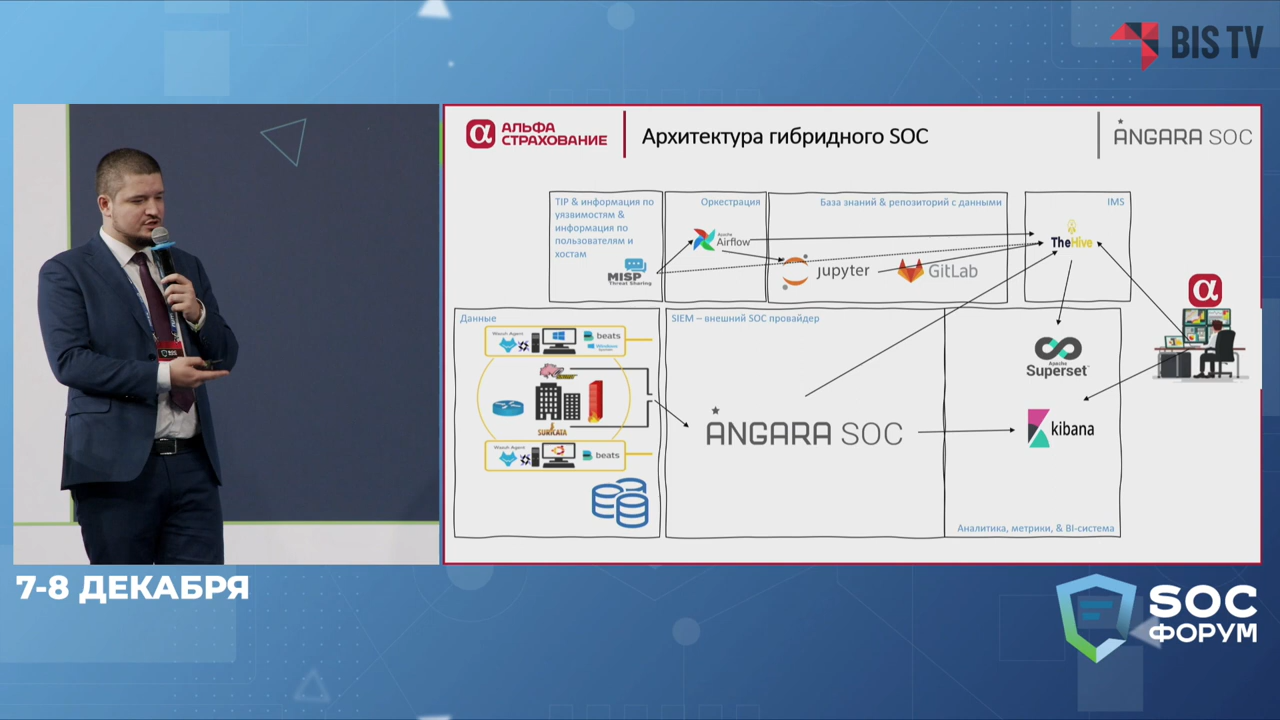 BIS TV
АЛЬФА
СТРАХОВАНИЕ
Архитектура гибридного SOC
ANGARA SOC
TIP & информация по
уязвимостям &
информация по
пользователям и
хостам
MISP
Threat Sharing
Оркестрация
Apache
Airflow
База знаний & репозиторий с данными
jupyter
GitLab
IMS
TheHive
Данные
beats
SURICATA
beats
SIEM – внешний SOC провайдер
ANGARA SOC
Apache
Superset
kibana
Аналитика, метрики, & BI-система
7-8 ДЕКАБРЯ
SOC
ФОРУМ